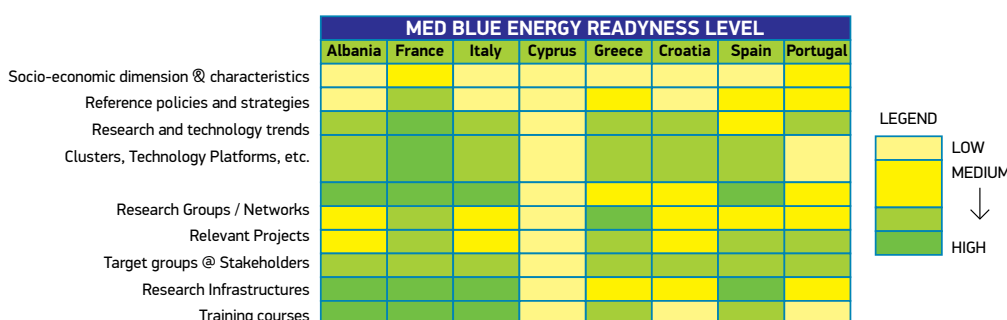 MED BLUE ENERGY READYNESS LEVEL
Albania France Italy Cyprus Greece Croatia Spain Portugal
Socio-economic dimension & characteristics
Reference policies and strategies
Research and technology trends
Clusters, Technology Platforms, etc.
Research Groups / Networks
Relevant Projects
Target groups @ Stakeholders
Research Infrastructures
Training courses
LEGEND
LOW
MEDIUM
HIGH